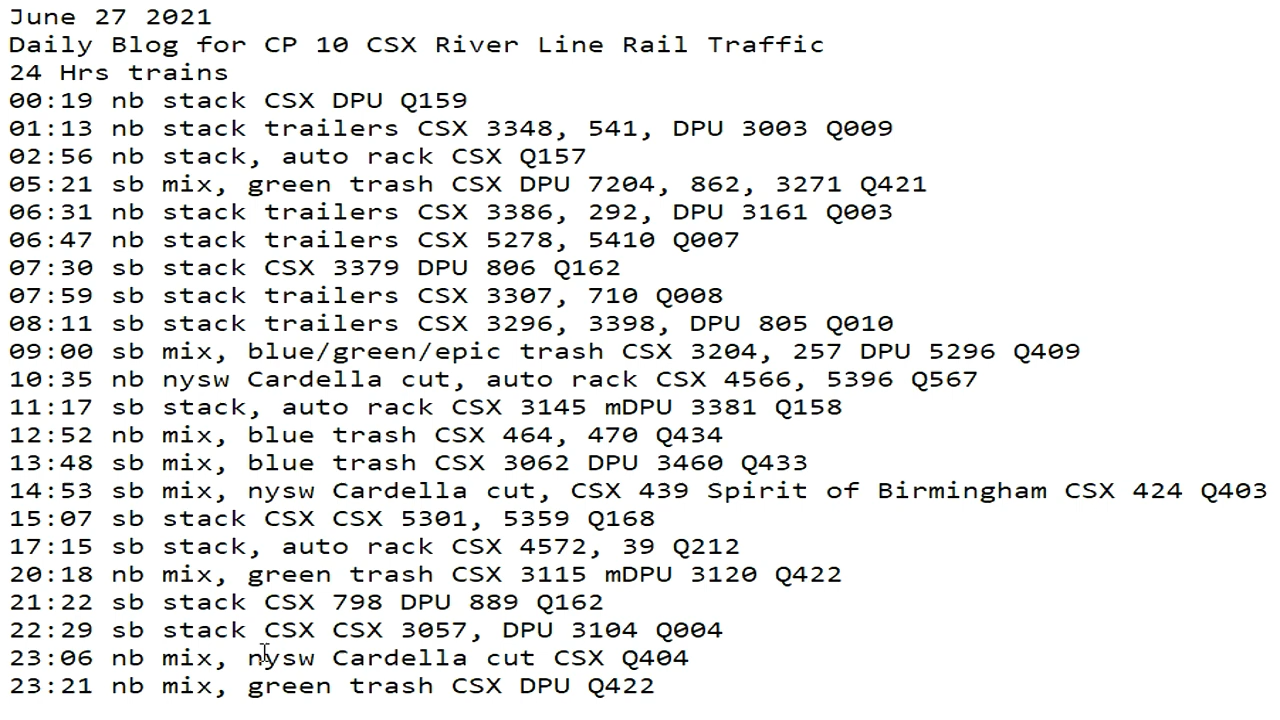 June 27 2021
Daily Blog for CP 10 CSX River Line Rail Traffic
24 Hrs trains
00:19 nb stack CSX DPU Q159
01:13 nb stack trailers CSX 3348, 541, DPU 3003 Q009
02:56 nb stack, auto rack CSX Q157
05:21 sb mix, green trash CSX DPU 7204, 862, 3271 Q421
06:31 nb stack trailers CSX 3386, 292, DPU 3161 Q003
06:47 nb stack trailers CSX 5278, 5410 Q007
07:30 sb stack CSX 3379 DPU 806 Q162
07:59 sb stack trailers CSX 3307, 710 Q008
08:11 sb stack trailers CSX 3296, 3398, DPU 805 Q010
09:00 sb mix, blue/green/epic trash CSX 3204, 257 DPU 5296 Q409
10:35 nb nysw Cardella cut, auto rack CSX 4566, 5396 Q567
11:17 sb stack, auto rack CSX 3145 mDPU 3381 Q158
12:52 nb mix, blue trash CSX 464, 470 Q434
13:48 sb mix, blue trash CSX 3062 DPU 3460 Q433
14:53 sb mix, nysw Cardella cut, CSX 439 Spirit of Birmingham CSX 424 Q403
15:07 sb stack CSX CSX 5301, 5359 Q168
17:15 sb stack, auto rack CSX 4572, 39 Q212
20:18 nb mix, green trash CSX 3115 mDPU 3120 Q422
21:22 sb stack CSX 798 DPU 889 Q162
22:29 sb stack CSX CSX 3057, DPU 3104 Q004
23:06 nb mix, nysw Cardella cut CSX Q404
23:21 nb mix, green trash CSX DPU Q422